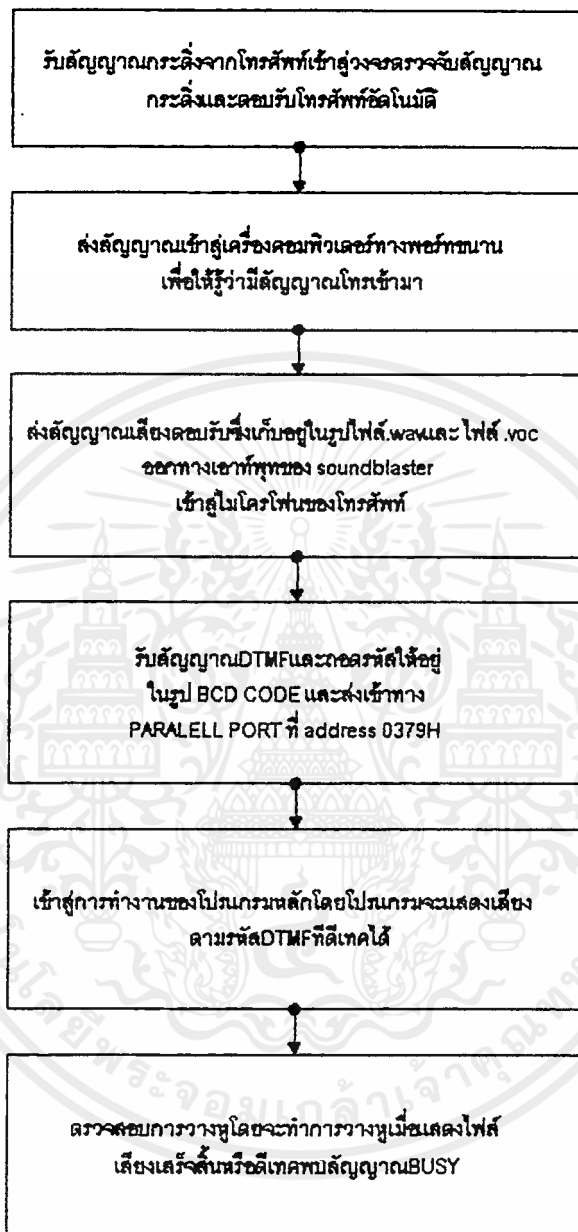 รับสัญญาณกระดิ่งจากโทรศัพท์เข้าสู่วงจรตรวจจับสัญญาณ
กระดิ่งและตอบรับโทรศัพท์อัตโนมัติ
ส่งสัญญาณเข้าสู่เครื่องคอมพิวเตอร์ทางพอร์ทขนาน
เพื่อให้รู้ว่ามีสัญญาณโทรเข้ามา
ส่งสัญญาณเสียงตอบรับซึ่งเก็บอยู่ในรูปไฟล์.wavและ ไฟล์ .voc
ออกทางเอาท์พุทของ soundblaster
เข้าสู่ไมโครโฟนของโทรศัพท์
รับสัญญาณDTMFและถอดรหัสให้อยู่
ในรูป BCD CODE และส่งเข้าทาง
PARALELL PORT ที่ address 0379H
เข้าสู่การทำงานของโปรแกรมหลักโดยโปรแกรมจะแสดงเสียง
ตามรหัสDTMFที่ดีเทคได้
ตรวจสอบการวางหูโดยจะทำการวางหูเมื่อแสดงไฟล์
เสียงเสร็จสิ้นหรือดีเทคพบสัญญาณBUSY